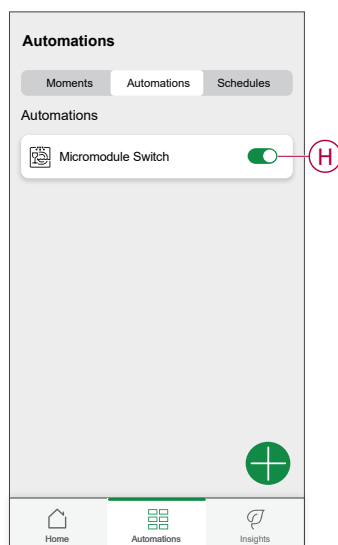 Automations
Moments Automations Schedules
Automations
Micromodule Switch
H
Home Automations Insights